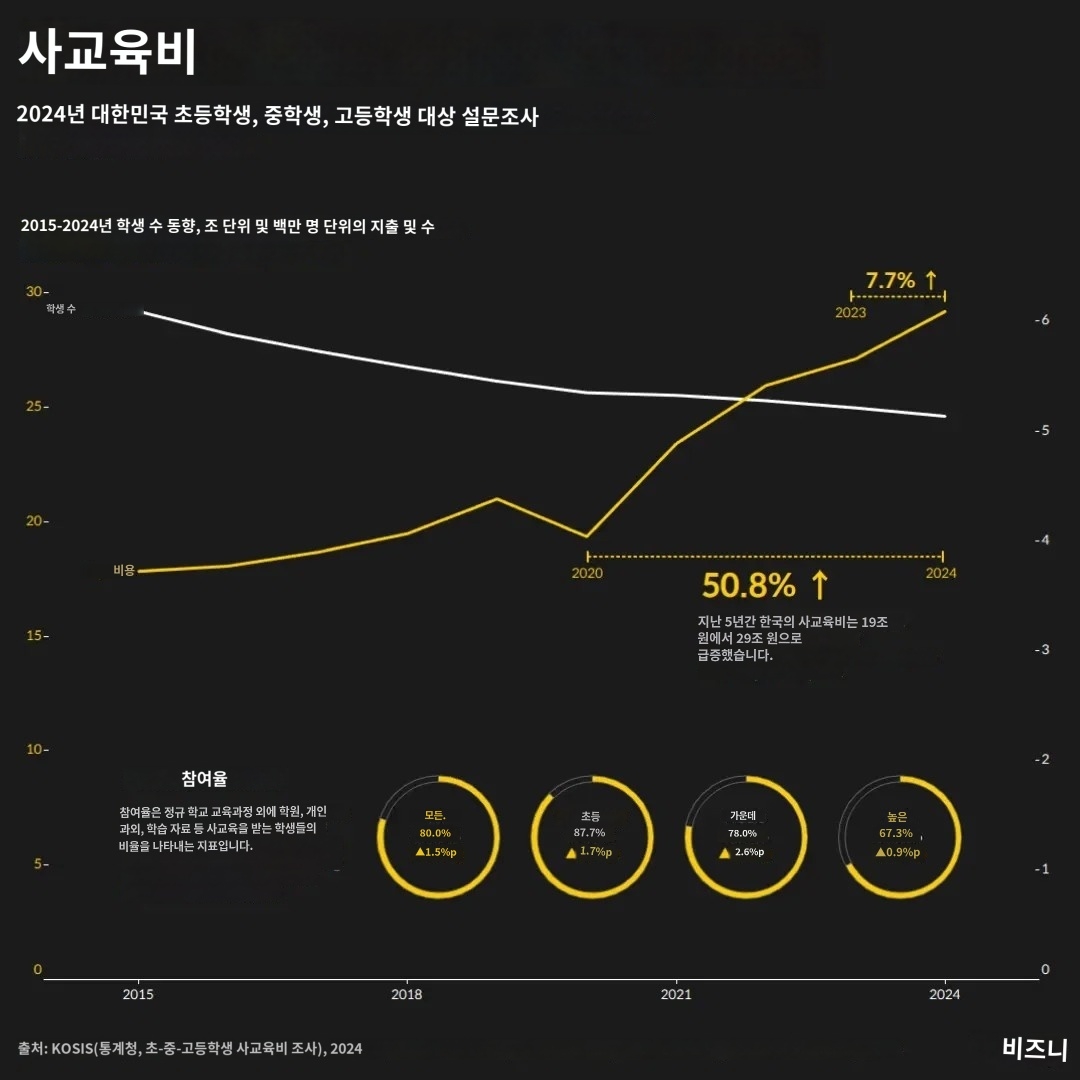 사교육비
2024년 대한민국 초등학생, 중학생, 고등학생 대상 설문조사
2015-2024년 학생 수 동향, 조 단위 및 백만 명 단위의 지출 및 수
7.7% ↑
2023
30-
학생 수
-6
25-
-5
20-
-4
비용
2020
2024
50.8% ↑
지난 5년간 한국의 사교육비는 19조
원에서 29조 원으로
급증했습니다.
15-
-3
10-
-2
참여율
참여율은 정규 학교 교육과정 외에 학원, 개인
과외, 학습 자료 등 사교육을 받는 학생들의
비율을 나타내는 지표입니다.
모든.
80.0%
▲1.5%p
초등
87.7%
▲ 1.7%p
가운데
78.0%
▲ 2.6%p
높은
67.3%
▲0.9%p
5-
-1
0
0
2015
2018
2021
2024
출처: KOSIS(통계청, 초-중-고등학생 사교육비 조사), 2024
비즈니